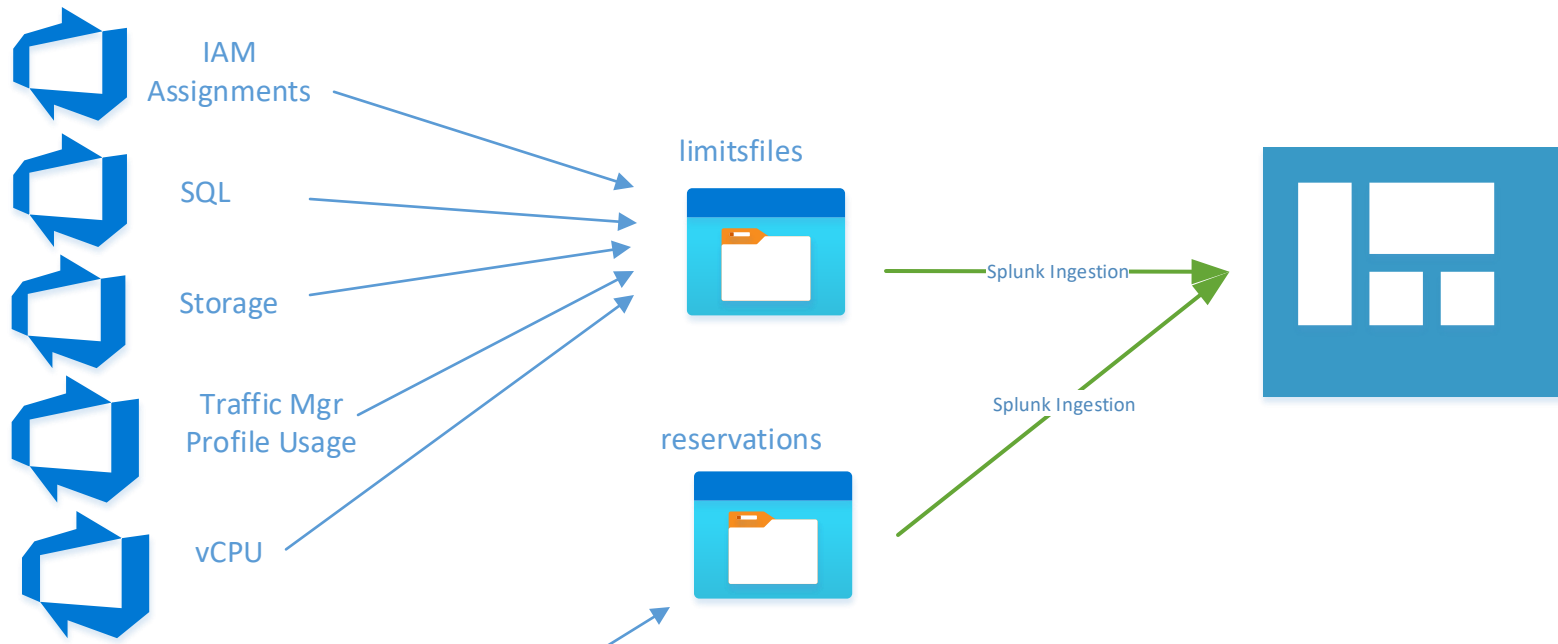 IAM
Assignments
SQL
Storage
Traffic Mgr
Profile Usage
vCPU
limitsfiles
reservations
Splunk Ingestion
Splunk Ingestion